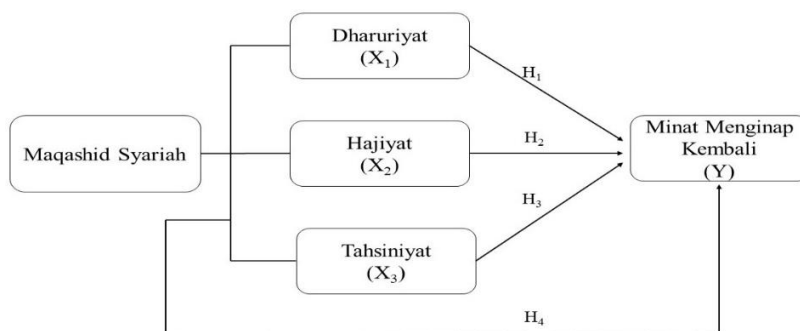 Dharuriyat
(X₁)
H₁
Maqashid Syariah
Hajiyat
(X₂)
H₂
Minat Menginap
Kembali
(Y)
H₃
Tahsiniyat
(X₃)
H₄